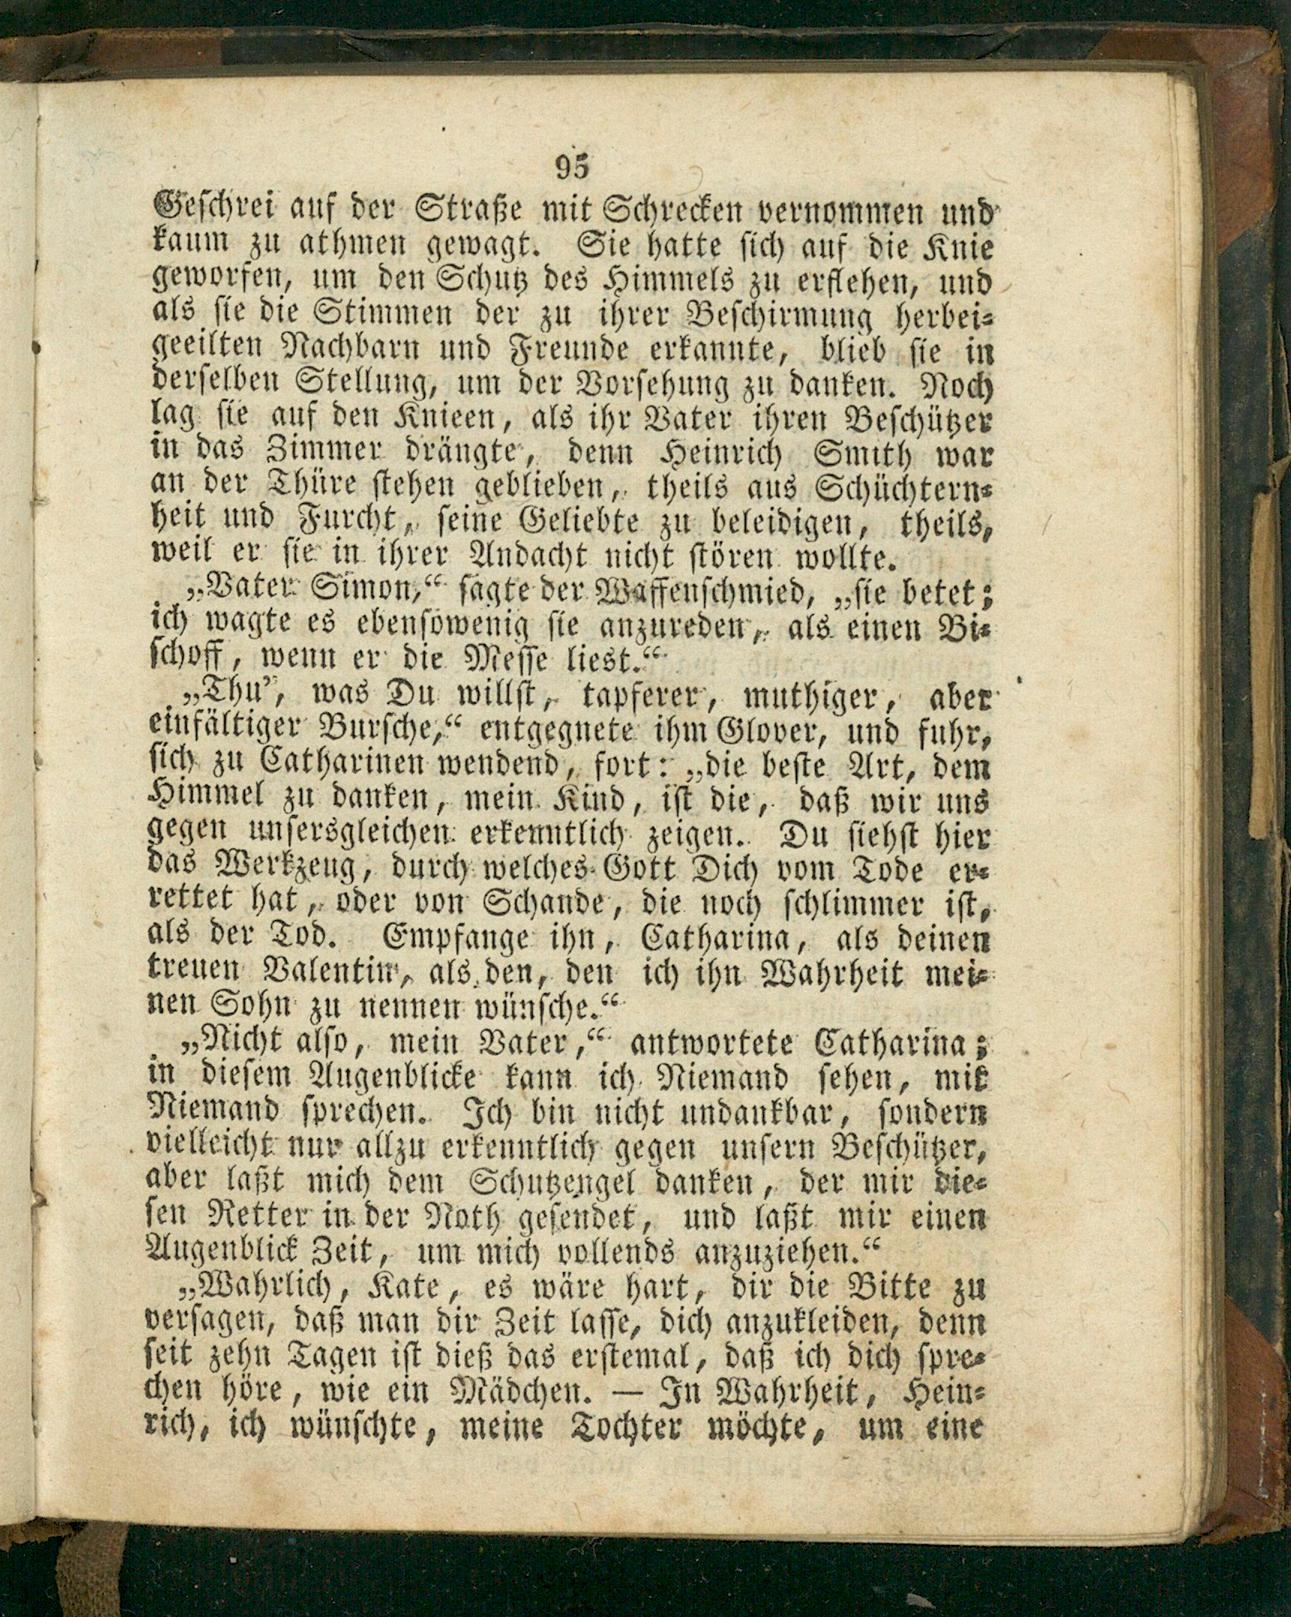 95
Geschrei auf der Straße mit Schrecken vernommen und
kaum zu athmen gewagt. Sie hatte sich auf die Knie
geworfen, um den Schutz des Himmels zu erflehen, und
als sie die Stimmen der zu ihrer Beschirmung herbei-
geeilten Nachbarn und Freunde erkannte, blieb sie in
derselben Stellung, um der Vorsehung zu danken. Noch
lag sie auf den Knieen, als ihr Vater ihren Beschützer
in das Zimmer drängte, denn Heinrich Smith war
an der Thüre stehen geblieben, theils aus Schüchtern-
heit und Furcht, seine Geliebte zu beleidigen, theils,
weil er sie in ihrer Andacht nicht stören wollte.
„Vater Simon,“ sagte der Waffenschmied, „sie betet;
ich wagte es ebensowenig sie anzureden, als einen Bi-
schoff, wenn er die Messe liest.“
„Thu’, was Du willst, tapferer, muthiger, aber
einfältiger Bursche,“ entgegnete ihm Glover, und fuhr,
sich zu Catharinen wendend, fort: „die beste Art, dem
Himmel zu danken, mein Kind, ist die, daß wir uns
gegen unsersgleichen erkenntlich zeigen. Du siehst hier
das Werkzeug, durch welches Gott Dich vom Tode er-
rettet hat, oder von Schande, die noch schlimmer ist,
als der Tod. Empfange ihn, Catharina, als deinen
treuen Valentin, als den, den ich ihn Wahrheit mei-
nen Sohn zu nennen wünsche.“
„Nicht also, mein Vater,“ antwortete Catharina;
in diesem Augenblicke kann ich Niemand sehen, mit
Niemand sprechen. Ich bin nicht undankbar, sondern
vielleicht nur allzu erkenntlich gegen unsern Beschützer,
aber laßt mich dem Schutzengel danken, der mir die-
sen Retter in der Noth gesendet, und laßt mir einen
Augenblick Zeit, um mich vollends anzuziehen.“
„Wahrlich, Kate, es wäre hart, dir die Bitte zu
versagen, daß man dir Zeit lasse, dich anzukleiden, denn
seit zehn Tagen ist dieß das erstemal, daß ich dich spre-
chen höre, wie ein Mädchen. — In Wahrheit, Hein-
rich, ich wünschte, meine Tochter möchte, um eine